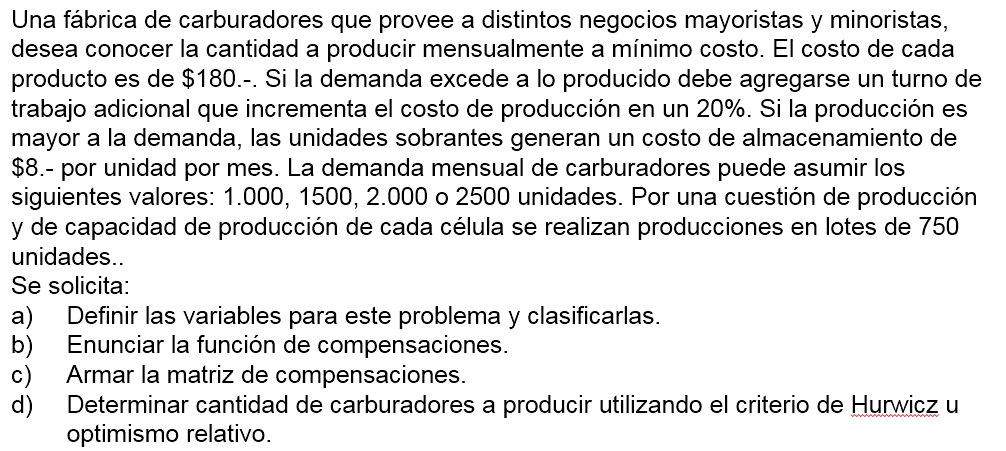 Una fábrica de carburadores que provee a distintos negocios mayoristas y minoristas,
desea conocer la cantidad a producir mensualmente a mínimo costo. El costo de cada
producto es de $180.-. Si la demanda excede a lo producido debe agregarse un turno de
trabajo adicional que incrementa el costo de producción en un 20%. Si la producción es
mayor a la demanda, las unidades sobrantes generan un costo de almacenamiento de
$8.- por unidad por mes. La demanda mensual de carburadores puede asumir los
siguientes valores: 1.000, 1500, 2.000 o 2500 unidades. Por una cuestión de producción
y de capacidad de producción de cada célula se realizan producciones en lotes de 750
unidades..
Se solicita:
a) Definir las variables para este problema y clasificarlas.
b) Enunciar la función de compensaciones.
c) Armar la matriz de compensaciones.
d) Determinar cantidad de carburadores a producir utilizando el criterio de Hurwicz u
optimismo relativo.